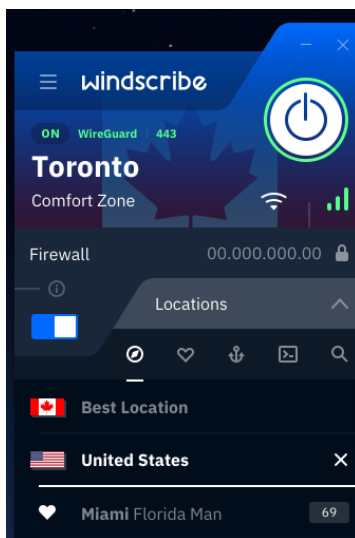 windscribe
ON WireGuard 443
Toronto
Comfort Zone
Firewall 00.000.000.00
Locations
Best Location
United States
Miami Florida Man 69